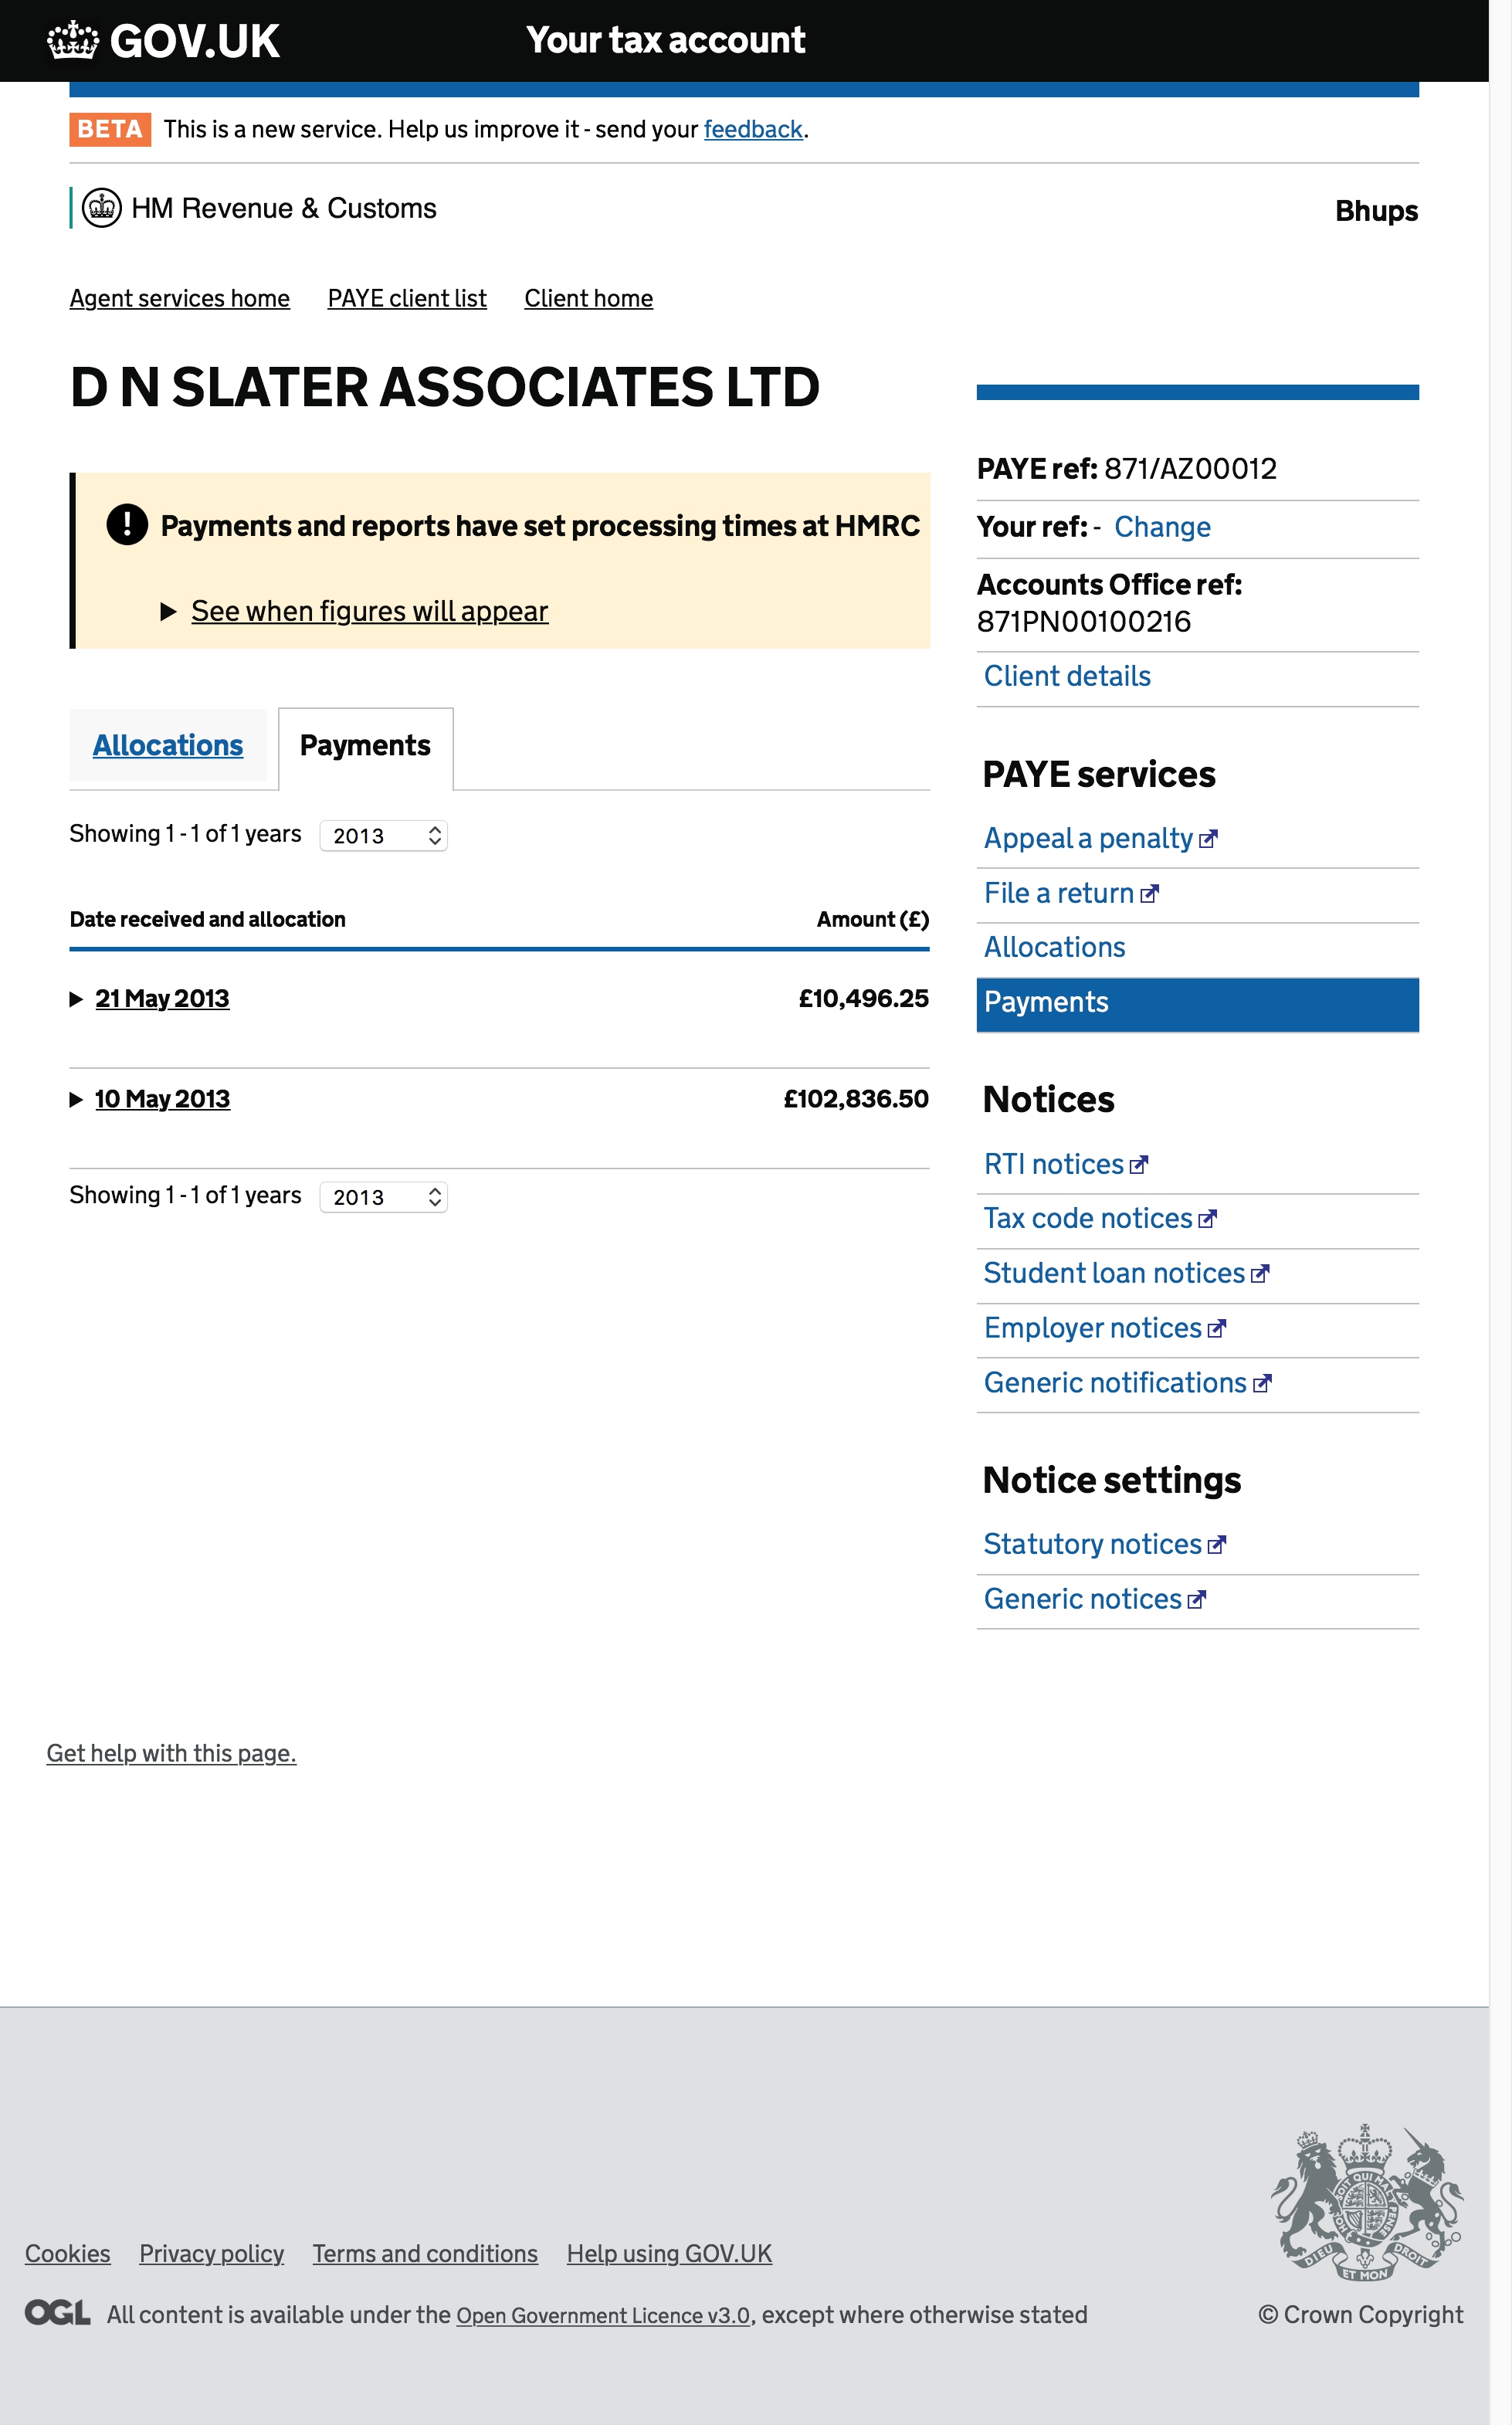 GOV.UK
Your tax account
BETA This is a new service. Help us improve it - send your feedback.
HM Revenue & Customs
Bhups
Agent services home PAYE client list Client home
D N SLATER ASSOCIATES LTD
! Payments and reports have set processing times at HMRC
See when figures will appear
Allocations Payments
Showing 1 - 1 of 1 years 2013
Date received and allocation Amount (£)
21 May 2013 £10,496.25
10 May 2013 £102,836.50
Showing 1 - 1 of 1 years 2013
PAYE ref: 871/AZ00012
Your ref: - Change
Accounts Office ref:
871PN00100216
Client details
PAYE services
Appeal a penalty
File a return
Allocations
Payments
Notices
RTI notices
Tax code notices
Student loan notices
Employer notices
Generic notifications
Notice settings
Statutory notices
Generic notices
Get help with this page.
Cookies Privacy policy Terms and conditions Help using GOV.UK
OGL All content is available under the Open Government Licence v3.0, except where otherwise stated
DIEU ET MON DROIT
© Crown Copyright